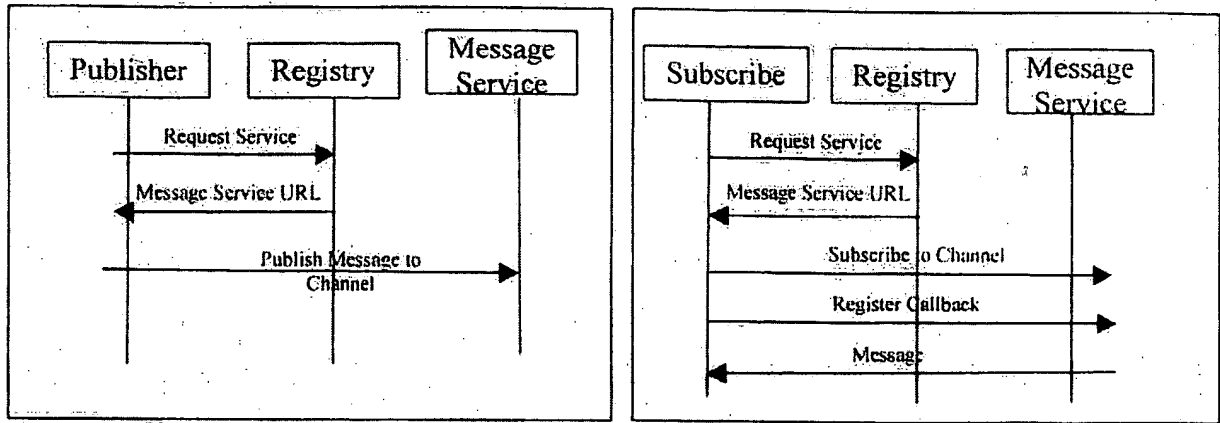 Publisher
Registry
Message
Service
Request Service
Message Service URL
Publish Message to
Channel
Subscribe
Registry
Message
Service
Request Service
Message Service URL
Subscribe to Channel
Register Callback
Message